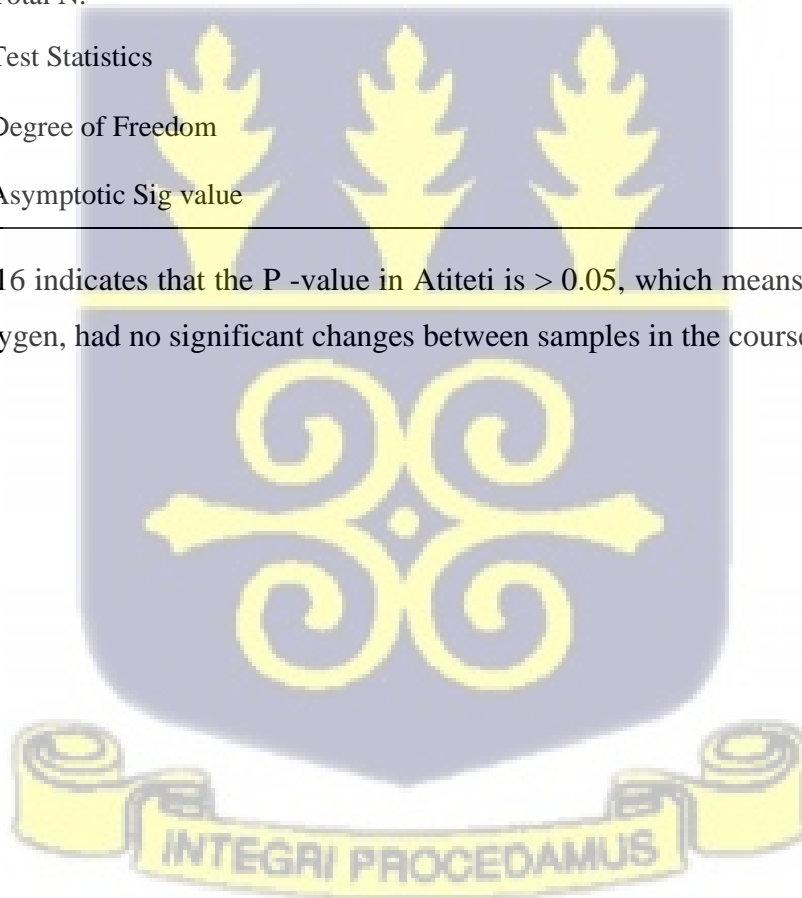 Total N.
Test Statistics
Degree of Freedom
Asymptotic Sig value
16 indicates that the P -value in Atiteti is > 0.05, which means
ygen, had no significant changes between samples in the course
INTEGRI PROCEDAMUS